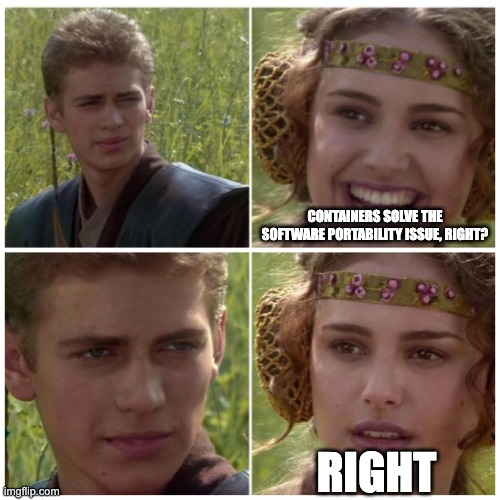 CONTAINERS SOLVE THE
SOFTWARE PORTABILITY ISSUE, RIGHT?
RIGHT
imgflip.com